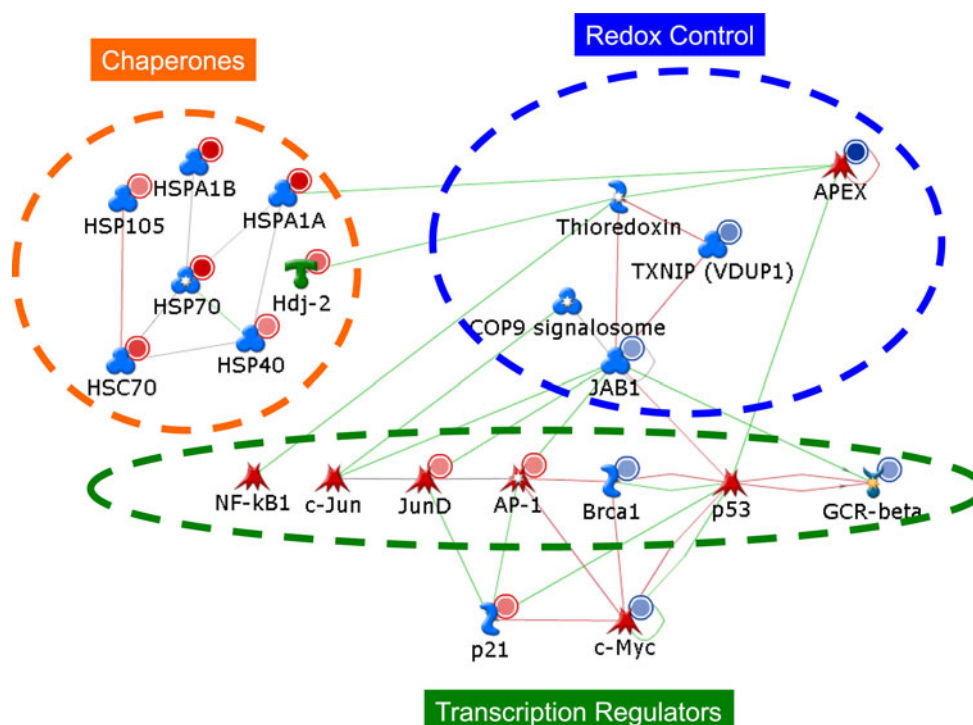 Redox Control
Chaperones
HSPA1B
APEX
HSP105
HSPA1A
Thioredoxin
TXNIP (VDUP1)
HSP70
Hdj-2
COP9 signalosome
HSP40
HSC70
JAB1
NF-kB1
c-Jun
JunD
AP-1
Brca1
p53
GCR-beta
p21
c-Myc
Transcription Regulators